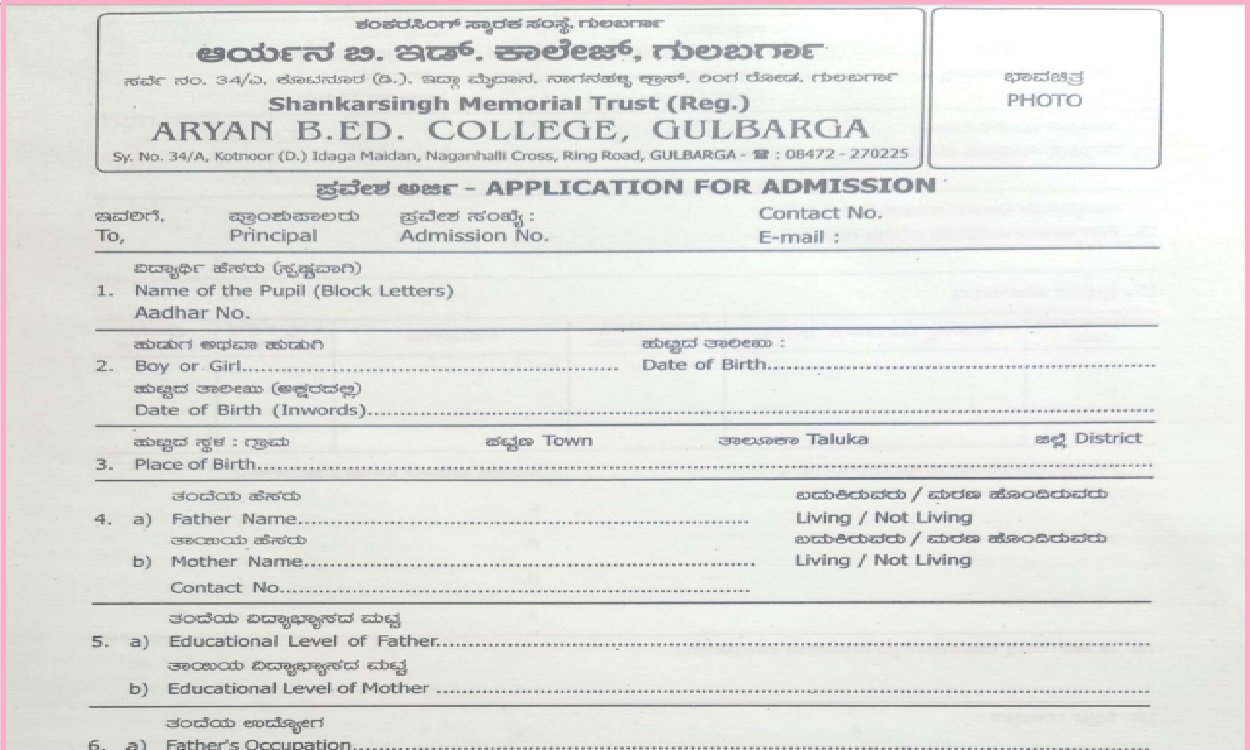 ಶಂಕರಸಿಂಗ್ ಸ್ಮಾರಕ ಸಂಸ್ಥೆ, ಗುಲಬರ್ಗಾ
ಆರ್ಯನ ಬಿ. ಇಡ್. ಕಾಲೇಜ್, ಗುಲಬರ್ಗಾ
ಸರ್ವೆ ನಂ. 34/ಎ, ಕೋಟನೂರ (ಡಿ.). ಇದ್ಗಾ ಮೈದಾನ, ನಾಗನಹಳ್ಳಿ ಕ್ರಾಸ್, ರಿಂಗ ರೋಡ, ಗುಲಬರ್ಗಾ
Shankarsingh Memorial Trust (Reg.)
ARYAN B.ED. COLLEGE, GULBARGA
Sy. No. 34/A, Kotnoor (D.) Idaga Maidan, Naganhalli Cross, Ring Road, GULBARGA - ☎ : 08472 - 270225
ಭಾವಚಿತ್ರ
PHOTO
ಪ್ರವೇಶ ಅರ್ಜಿ - APPLICATION FOR ADMISSION
ಇವರಿಗೆ, ಪ್ರಾಂಶುಪಾಲರು ಪ್ರವೇಶ ಸಂಖ್ಯೆ : Contact No.
To, Principal Admission No. E-mail :
ವಿದ್ಯಾರ್ಥಿ ಹೆಸರು (ಸ್ಪಷ್ಟವಾಗಿ)
1. Name of the Pupil (Block Letters)
Aadhar No.
ಹುಡುಗ ಅಥವಾ ಹುಡುಗಿ ಹುಟ್ಟಿದ ತಾರೀಖು :
2. Boy or Girl Date of Birth
ಹುಟ್ಟಿದ ತಾರೀಖು (ಅಕ್ಷರದಲ್ಲಿ)
Date of Birth (Inwords)
ಹುಟ್ಟಿದ ಸ್ಥಳ : ಗ್ರಾಮ ಪಟ್ಟಣ Town ತಾಲೂಕಾ Taluka ಜಿಲ್ಲೆ District
3. Place of Birth
ತಂದೆಯ ಹೆಸರು ಬದುಕಿರುವರು / ಮರಣ ಹೊಂದಿರುವರು
4. a) Father Name Living / Not Living
ತಾಯಿಯ ಹೆಸರು ಬದುಕಿರುವರು / ಮರಣ ಹೊಂದಿರುವರು
b) Mother Name Living / Not Living
Contact No.
ತಂದೆಯ ವಿದ್ಯಾಭ್ಯಾಸದ ಮಟ್ಟ
5. a) Educational Level of Father
ತಾಯಿಯ ವಿದ್ಯಾಭ್ಯಾಸದ ಮಟ್ಟ
b) Educational Level of Mother
ತಂದೆಯ ಉದ್ಯೋಗ
6. a) Father's Occupation